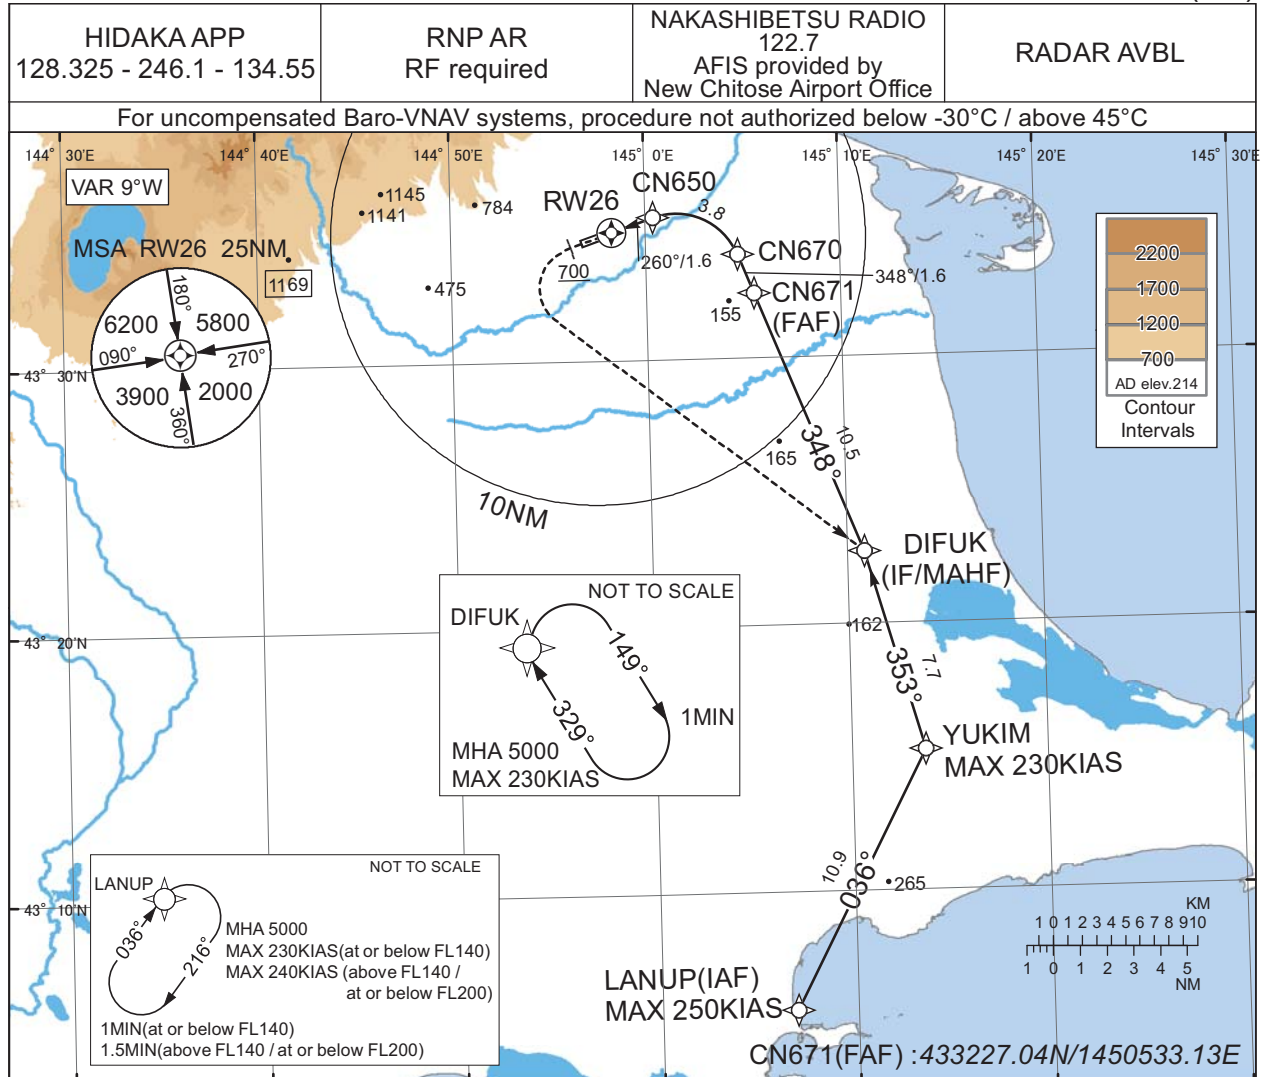 HIDAKA APP
128.325 - 246.1 - 134.55
RNP AR
RF required
NAKASHIBETSU RADIO
122.7
AFIS provided by
New Chitose Airport Office
RADAR AVBL
For uncompensated Baro-VNAV systems, procedure not authorized below -30°C / above 45°C
144° 30'E
144° 40'E
144° 50'E
145° 0'E
145° 10'E
145° 20'E
145° 30'E
VAR 9°W
1145
1141
784
RW26
CN650
3.8
CN670
260°/1.6
348°/1.6
CN671
(FAF)
155
700
475
MSA RW26 25NM
1169
180°
6200
5800
090°
270°
3900
2000
360°
2200
1700
1200
700
AD elev.214
Contour
Intervals
43° 30'N
10NM
165
348°
10.5
DIFUK
(IF/MAHF)
NOT TO SCALE
DIFUK
149°
329°
1MIN
MHA 5000
MAX 230KIAS
43° 20'N
162
353°
7.7
YUKIM
MAX 230KIAS
10.9
036°
265
NOT TO SCALE
LANUP
036°
216°
MHA 5000
MAX 230KIAS(at or below FL140)
MAX 240KIAS (above FL140 /
at or below FL200)
1MIN(at or below FL140)
1.5MIN(above FL140 / at or below FL200)
43° 10'N
KM
1 0 1 2 3 4 5 6 7 8 9 10
1 0 1 2 3 4 5
NM
LANUP(IAF)
MAX 250KIAS
CN671(FAF) :433227.04N/1450533.13E